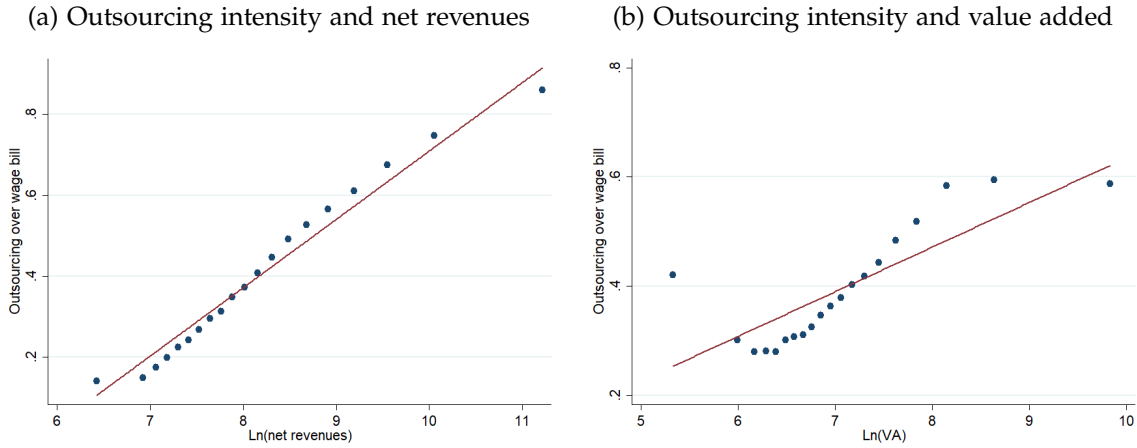 (a) Outsourcing intensity and net revenues
Outsourcing over wage bill
.8
.6
.4
.2
6 7 8 9 10 11
Ln(net revenues)
(b) Outsourcing intensity and value added
Outsourcing over wage bill
.8
.6
.4
.2
5 6 7 8 9 10
Ln(VA)